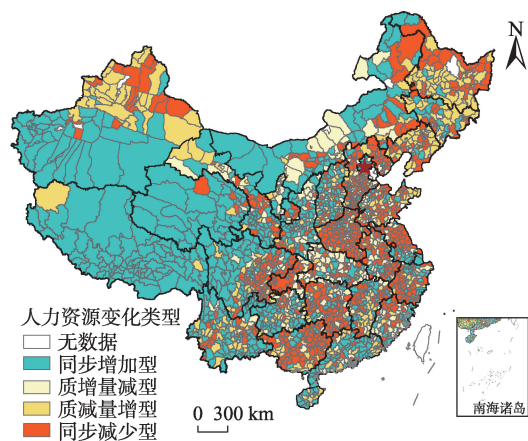 N
人力资源变化类型
无数据
同步增加型
质增量减型
质减量增型
同步减少型
0 300 km
南海诸岛